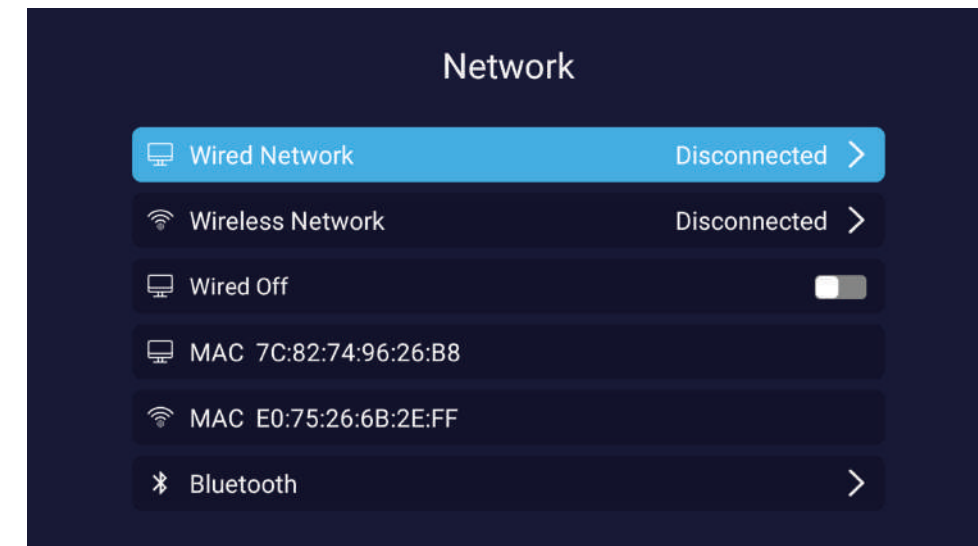 Network
Wired Network Disconnected
Wireless Network Disconnected
Wired Off
MAC 7C:82:74:96:26:B8
MAC E0:75:26:6B:2E:FF
Bluetooth